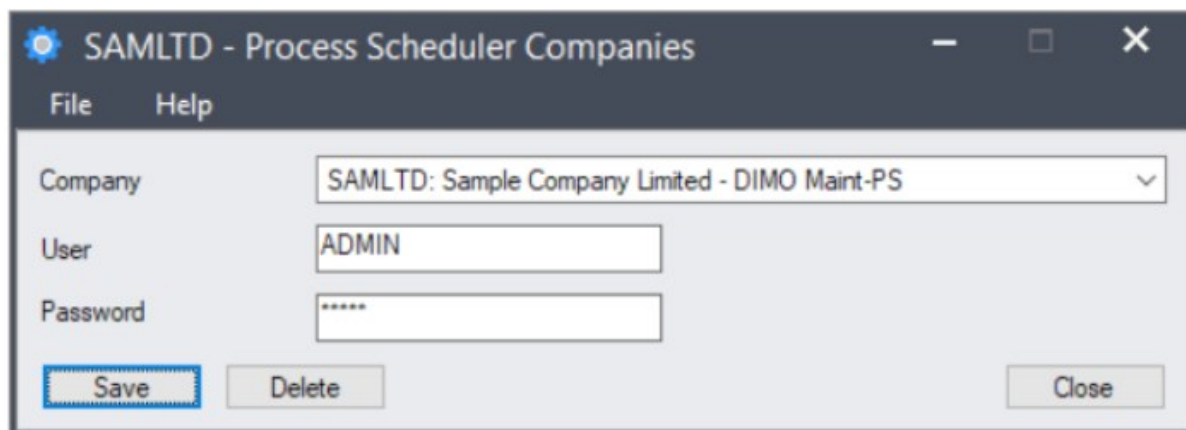 SAMLTD - Process Scheduler Companies
File Help
Company SAMLTD: Sample Company Limited - DIMO Maint-PS
User ADMIN
Password *****
Save Delete Close